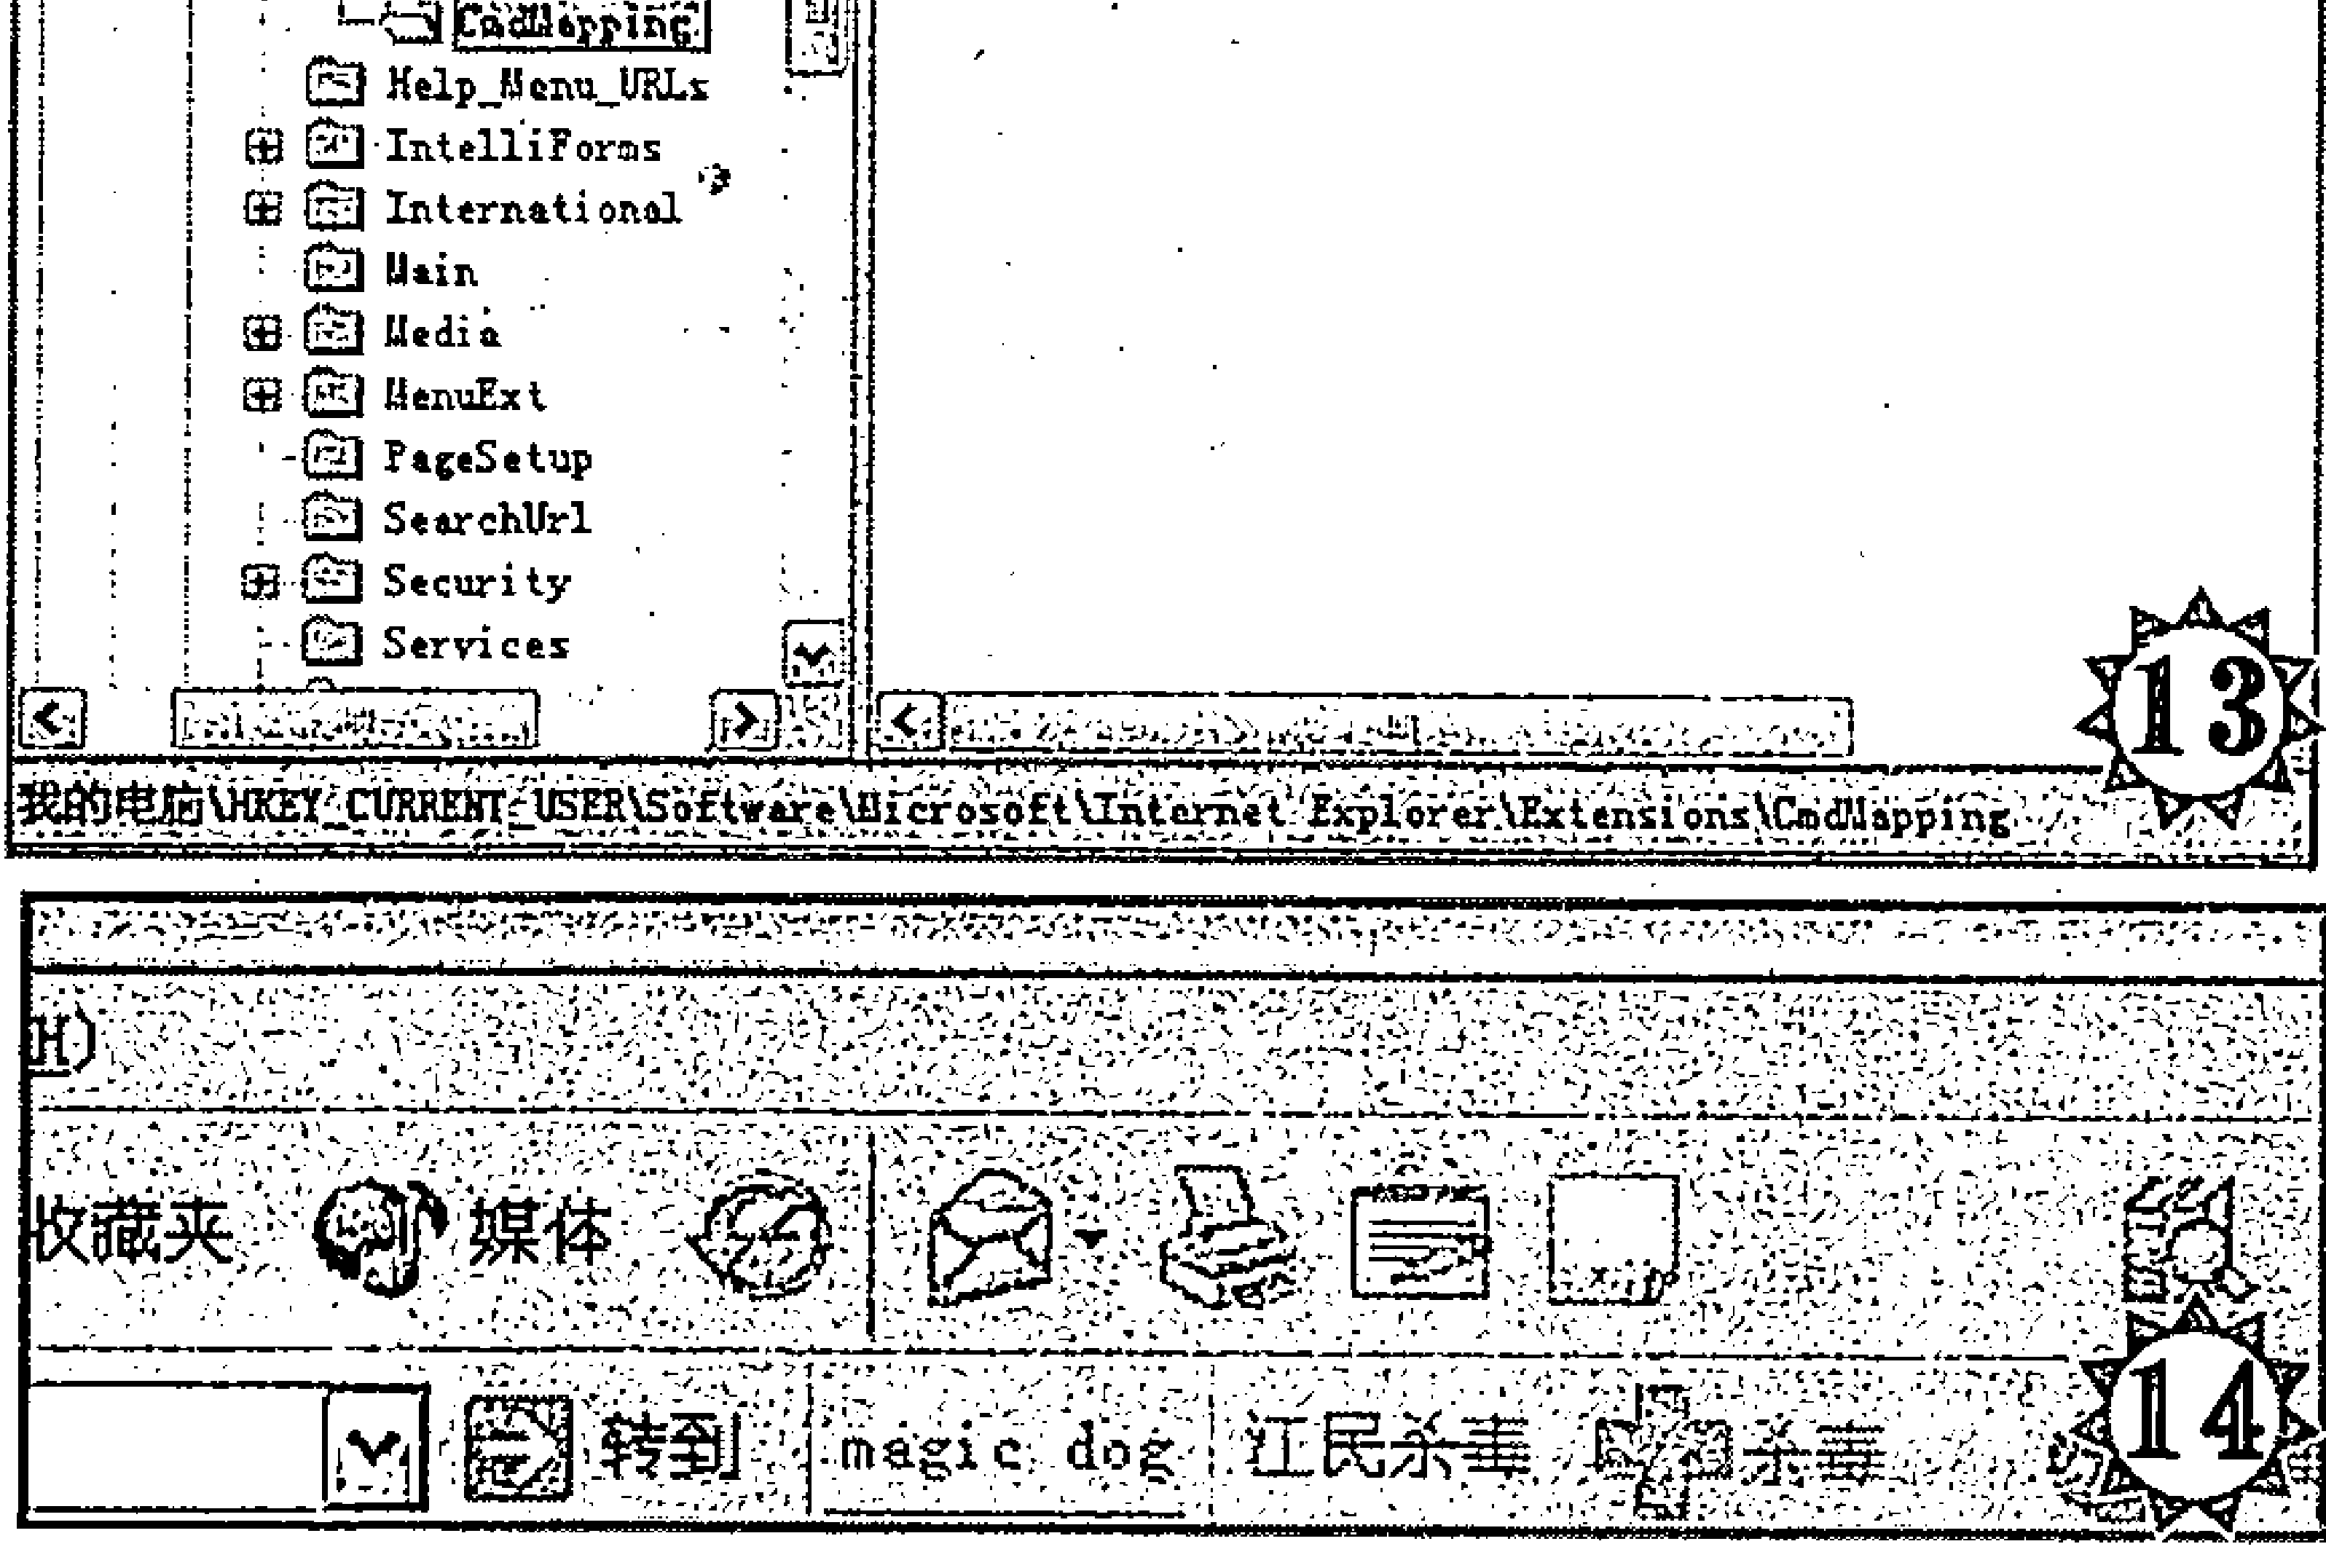 CmdMapping
Help_Menu_URLs
IntelliForms
International
Main
Media
MenuExt
PageSetup
SearchUrl
Security
Services
13
我的电脑\HKEY_CURRENT_USER\Software\Microsoft\Internet Explorer\Extensions\CmdMapping
H)
收藏夹 媒体
转到 magic dog 江民杀毒 杀毒
14